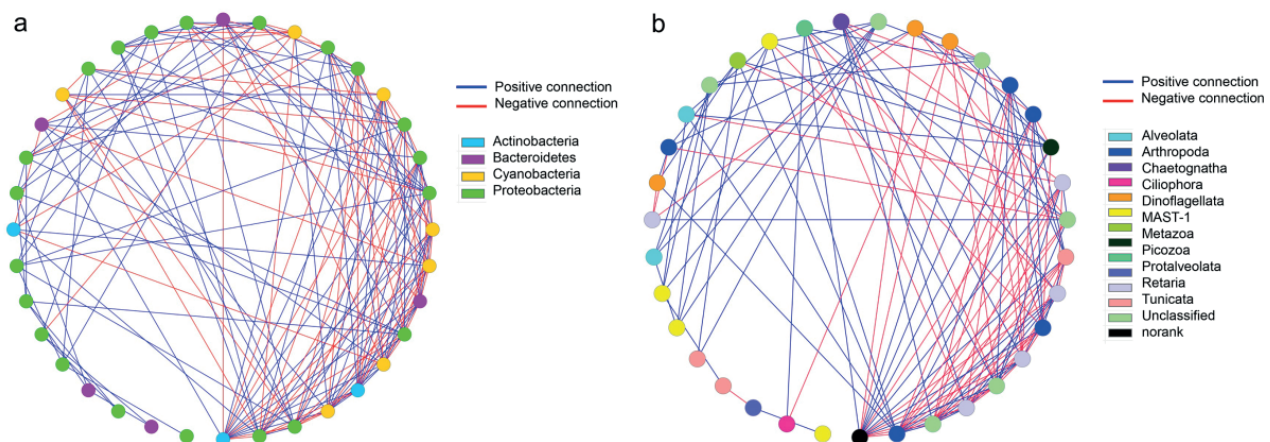 a
Positive connection
Negative connection
Actinobacteria
Bacteroidetes
Cyanobacteria
Proteobacteria
b
Positive connection
Negative connection
Alveolata
Arthropoda
Chaetognatha
Ciliophora
Dinoflagellata
MAST-1
Metazoa
Picozoa
Protalveolata
Retaria
Tunicata
Unclassified
norank